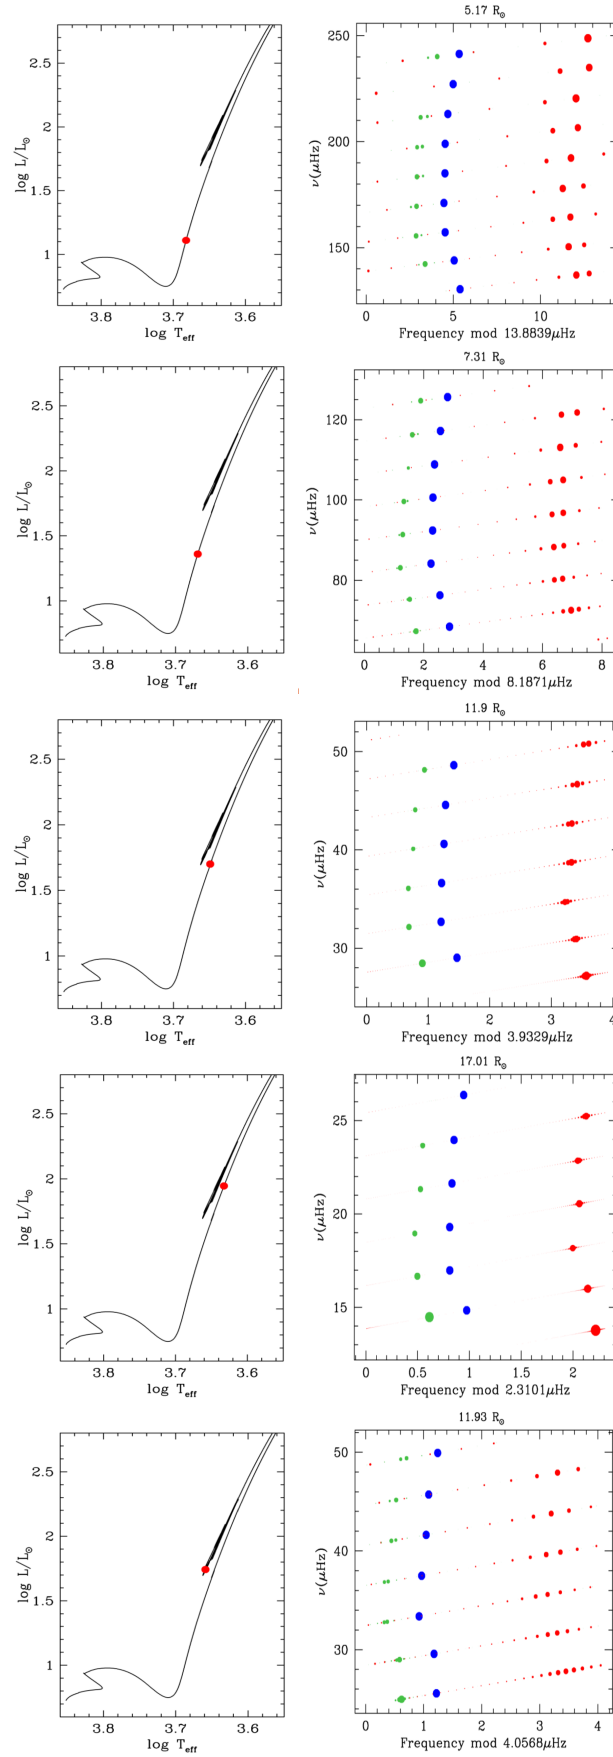 5.17 R⊙
2.5
2
1.5
1
log L/L⊙
3.8 3.7 3.6
log Teff
250
200
150
ν(μHz)
0 5 10
Frequency mod 13.8839μHz
7.31 R⊙
2.5
2
1.5
1
log L/L⊙
3.8 3.7 3.6
log Teff
120
100
80
ν(μHz)
0 2 4 6 8
Frequency mod 8.1871μHz
11.9 R⊙
2.5
2
1.5
1
log L/L⊙
3.8 3.7 3.6
log Teff
50
40
30
ν(μHz)
0 1 2 3 4
Frequency mod 3.9329μHz
17.01 R⊙
2.5
2
1.5
1
log L/L⊙
3.8 3.7 3.6
log Teff
25
20
15
ν(μHz)
0 0.5 1 1.5 2
Frequency mod 2.3101μHz
11.93 R⊙
2.5
2
1.5
1
log L/L⊙
3.8 3.7 3.6
log Teff
50
40
30
ν(μHz)
0 1 2 3 4
Frequency mod 4.0568μHz